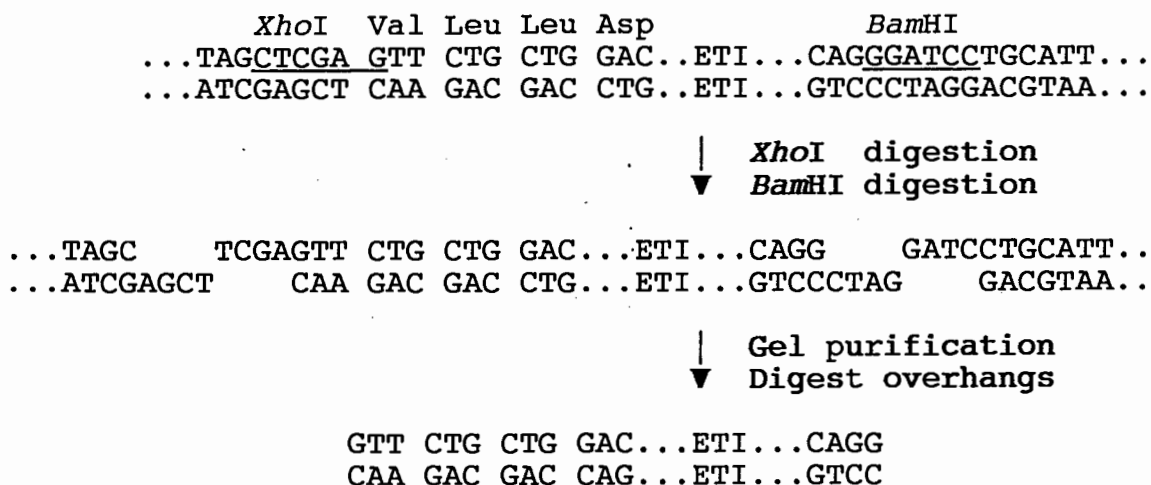 XhoI Val Leu Leu Asp BamHI
...TAGCTCGA GTT CTG CTG GAC..ETI...CAGGGATCCTGCATT...
...ATCGAGCT CAA GAC GAC CTG..ETI...GTCCCTAGGACGTAA...
XhoI digestion
BamHI digestion
...TAGC TCGAGTT CTG CTG GAC...ETI...CAGG GATCCTGCATT..
...ATCGAGCT CAA GAC GAC CTG...ETI...GTCCCTAG GACGTAA..
Gel purification
Digest overhangs
GTT CTG CTG GAC...ETI...CAGG
CAA GAC GAC CAG...ETI...GTCC